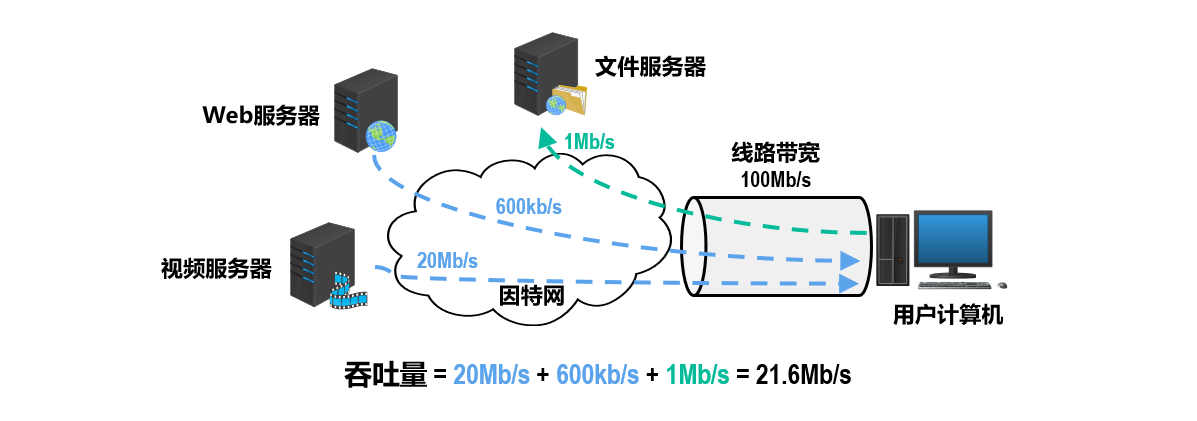 文件服务器
Web服务器
1Mb/s
线路带宽
100Mb/s
600kb/s
20Mb/s
视频服务器
因特网
用户计算机
吞吐量 = 20Mb/s + 600kb/s + 1Mb/s = 21.6Mb/s